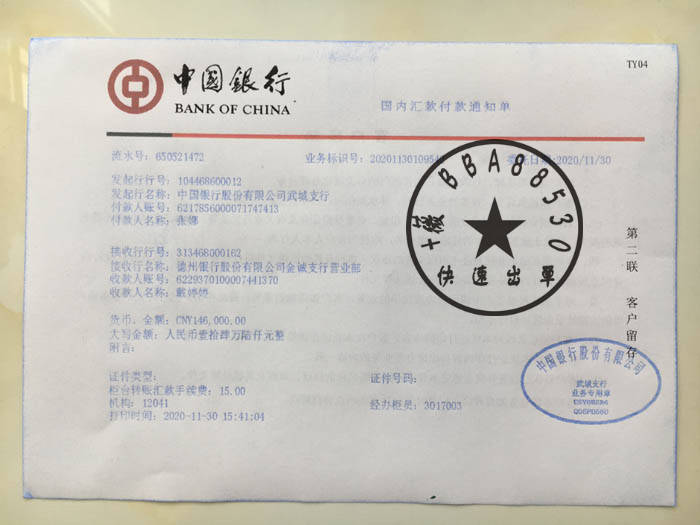 TY04
中国銀行
BANK OF CHINA
国内汇款付款通知单
流水号：650521472 业务标识号：2020113010954 委托日期:2020/11/30
发起行行号：104468600012
发起行名称：中国银行股份有限公司武城支行
付款人账号：6217856000071747413
付款人名称：张娜
接收行行号：313468000162
接收行名称：德州银行股份有限公司金诚支行营业部
收款人账号：6229370100097441370
收款人名称：戴婷婷
货币、金额：CNY146,000.00
大写金额：人民币壹拾肆万陆仟元整
附言：
证件类型： 证件号码：
柜台转账汇款手续费：15.00
机构：12041 经办柜员：3017003
打印时间：2020-11-30 15:41:04
第二联 客户留存
十微 BBA88530
快速出单
中国银行股份有限公司
武城支行
业务专用章